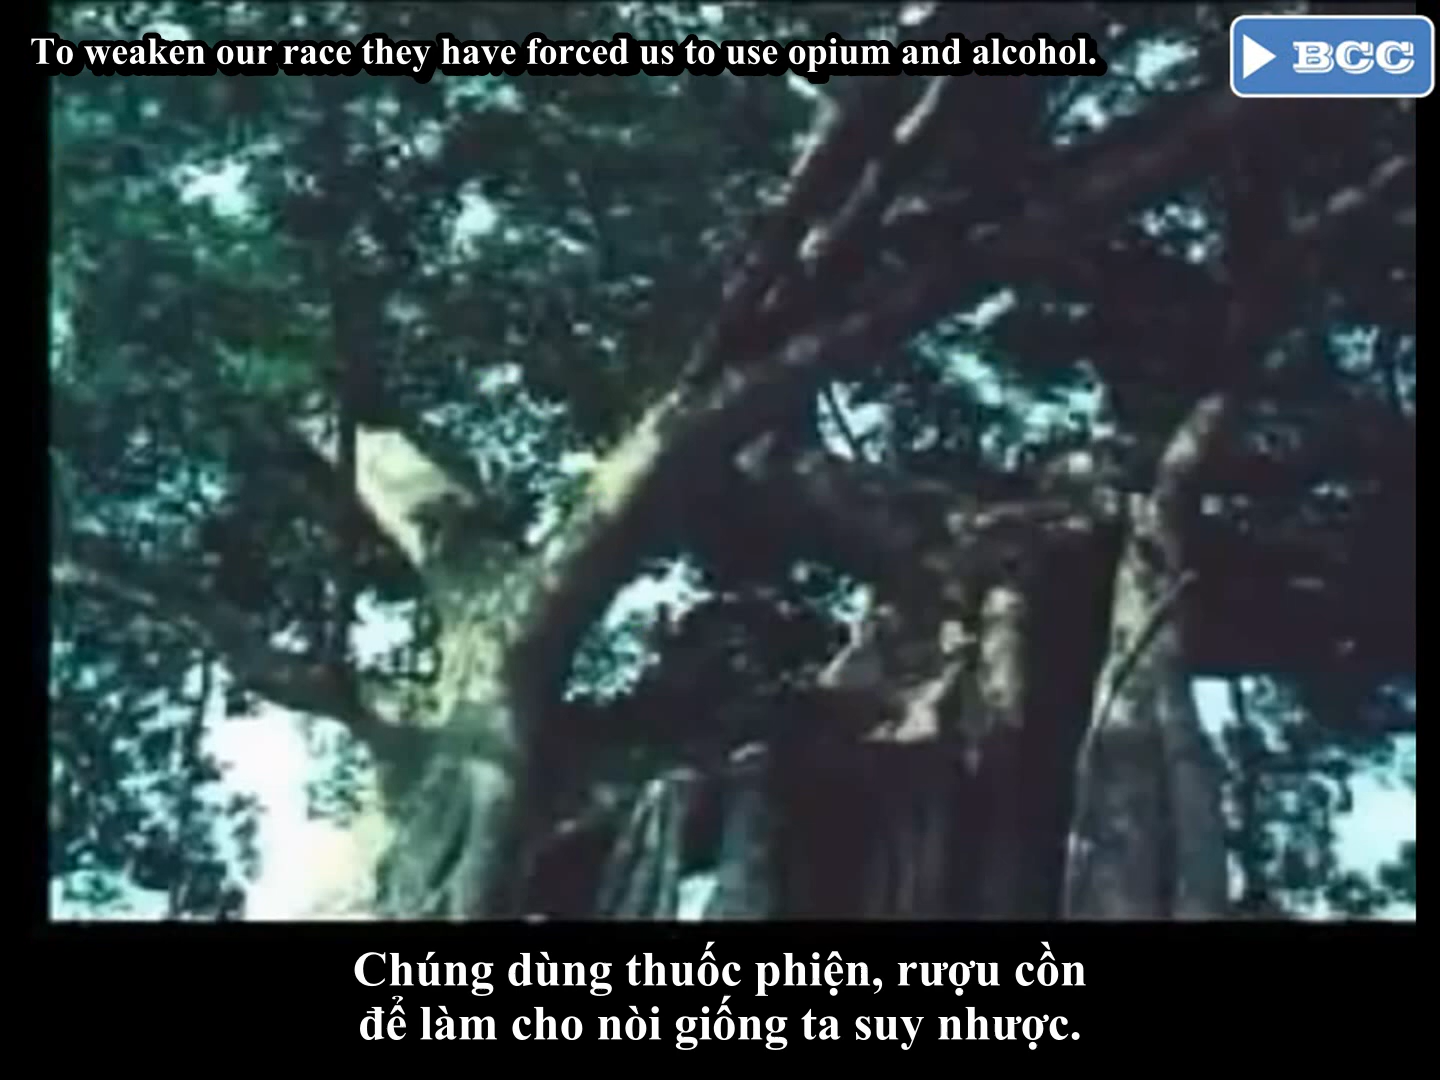 To weaken our race they have forced us to use opium and alcohol.
BCC
Chúng dùng thuốc phiện, rượu cồn
để làm cho nòi giống ta suy nhược.